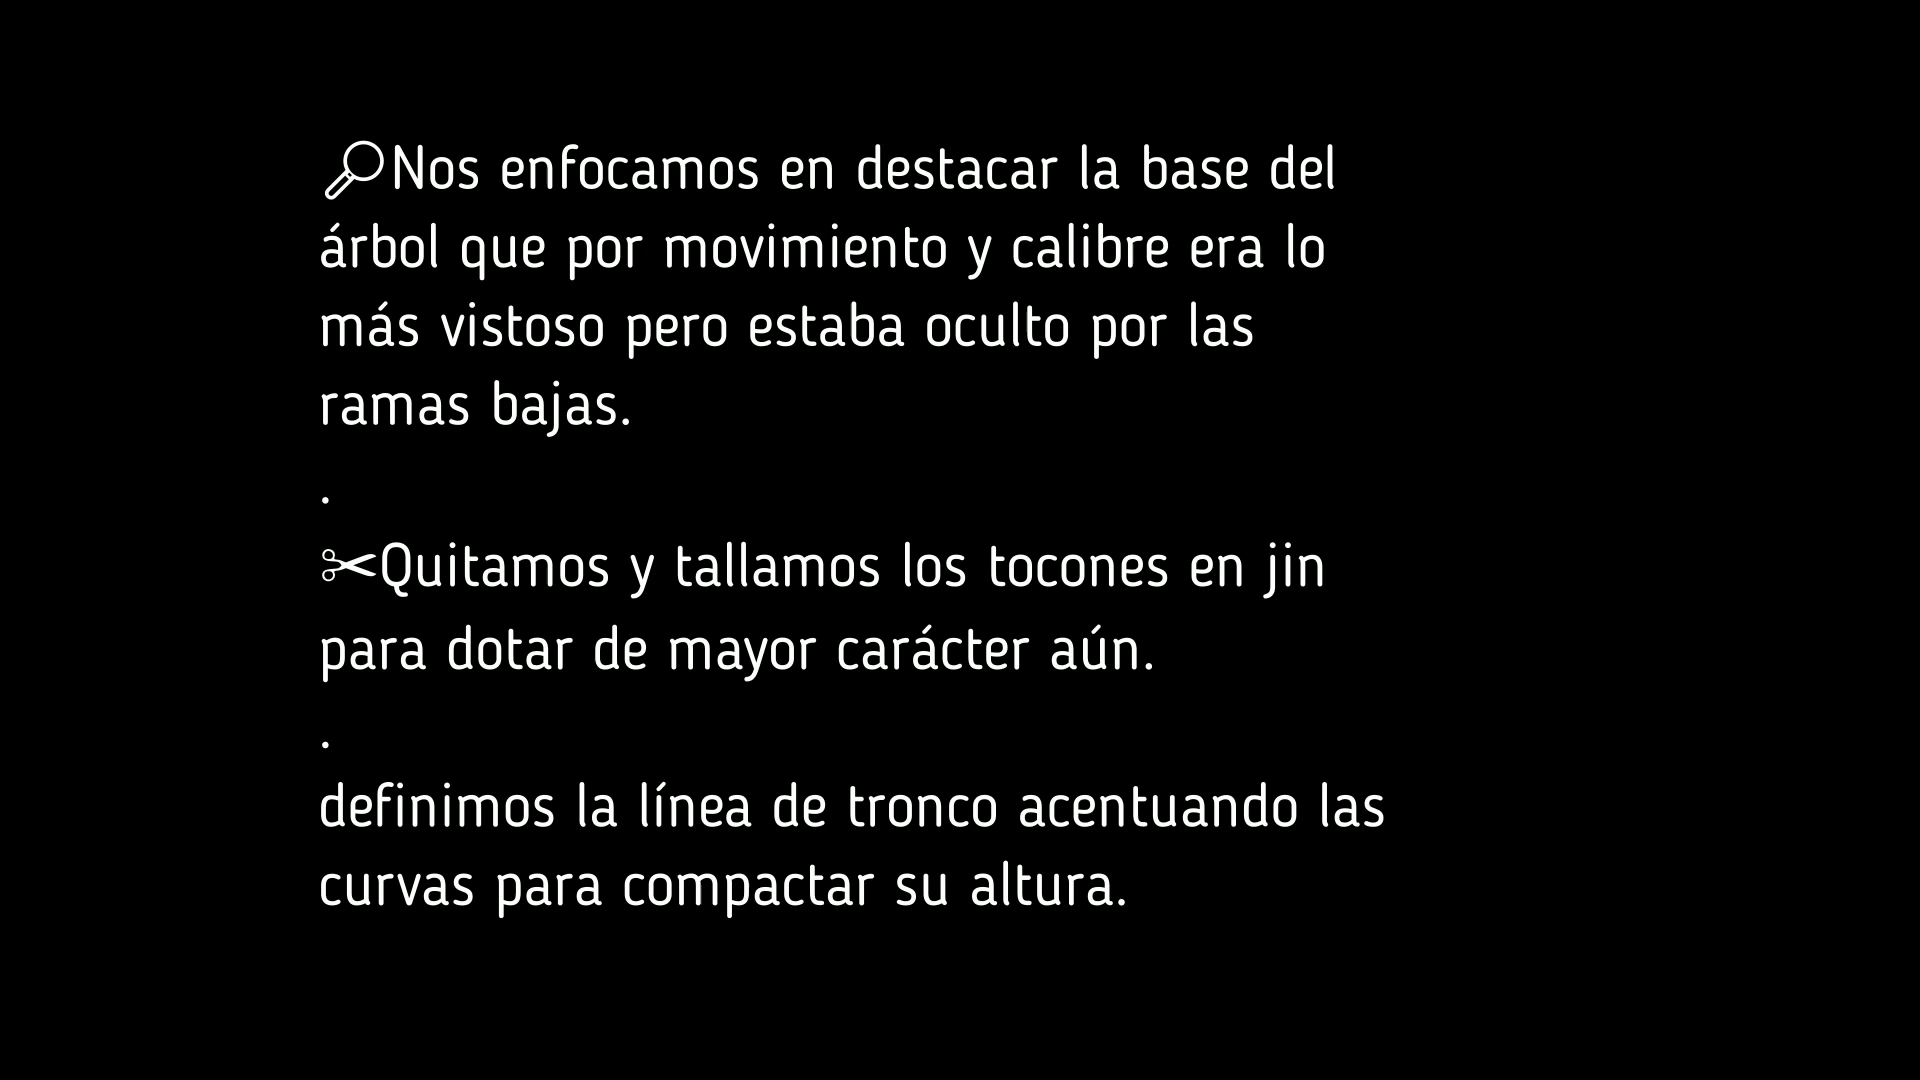 🔎Nos enfocamos en destacar la base del
árbol que por movimiento y calibre era lo
más vistoso pero estaba oculto por las
ramas bajas.
.
✂Quitamos y tallamos los tocones en jin
para dotar de mayor carácter aún.
.
definimos la línea de tronco acentuando las
curvas para compactar su altura.